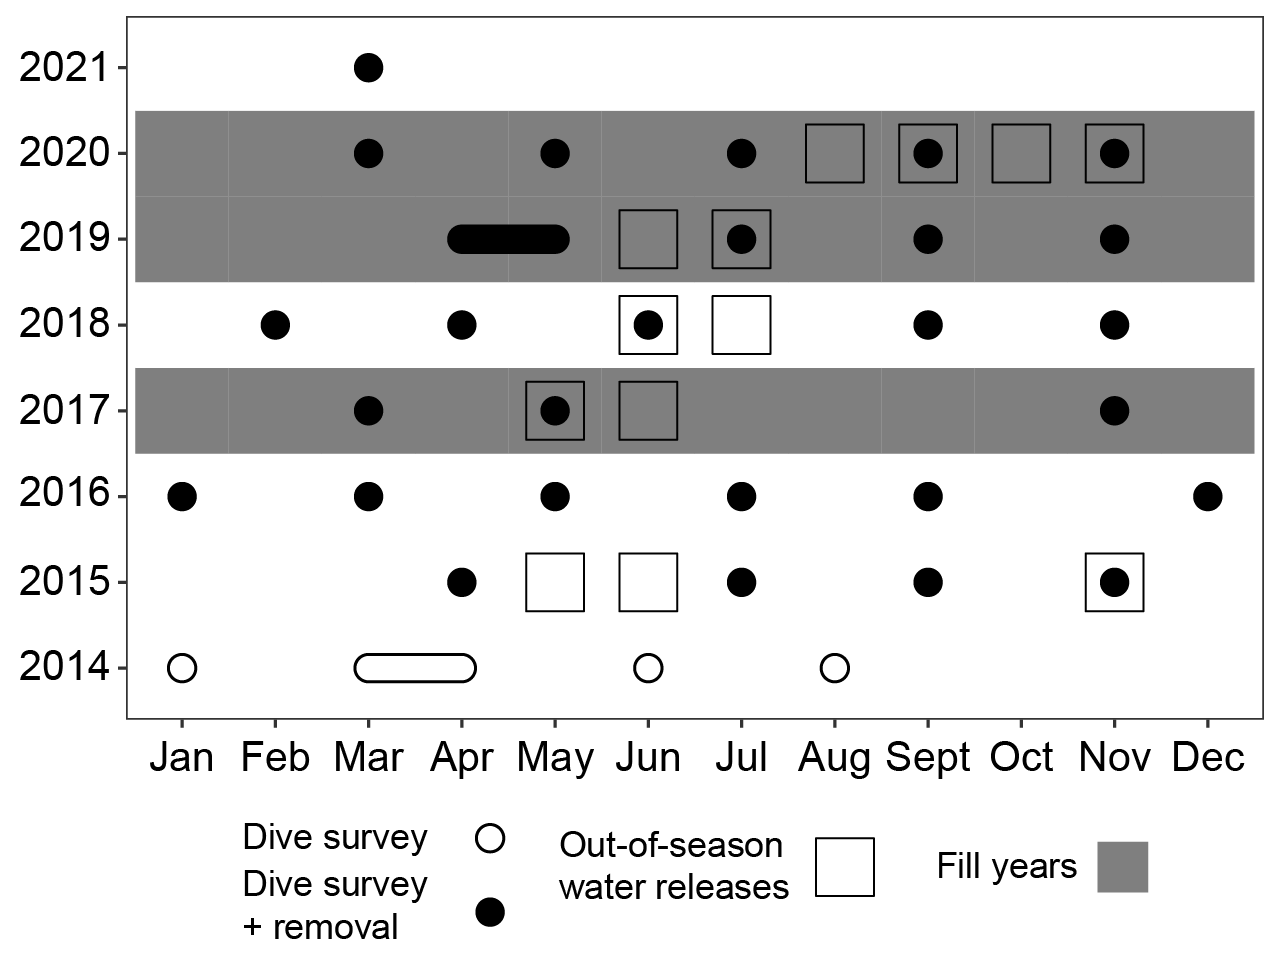 2021
2020
2019
2018
2017
2016
2015
2014
Jan Feb Mar Apr May Jun Jul Aug Sept Oct Nov Dec
Dive survey
Dive survey
+ removal
Out-of-season
water releases
Fill years